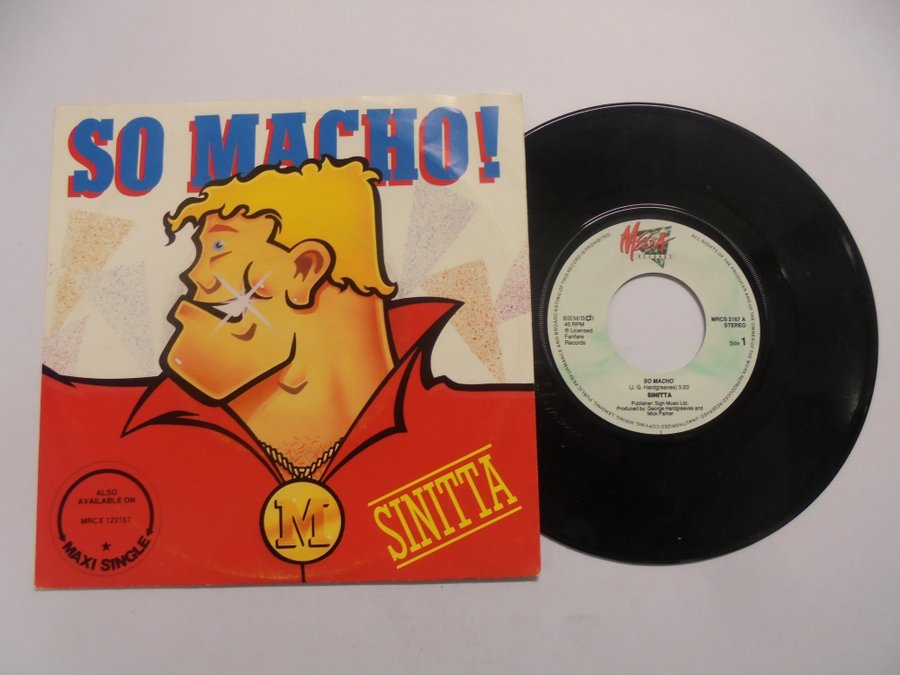 SO MACHO!
ALSO
AVAILABLE ON
MRCX 122167
★
MAXI SINGLE
M
SINITTA
MEGA
RECORDS
ALL RIGHTS OF THE PRODUCER AND OF THE OWNER OF THE WORK REPRODUCED RESERVED UNAUTHORIZED COPYING, HIRING, LENDING, PUBLIC PERFORMANCE AND BROADCASTING OF THIS RECORD IS PROHIBITED
BIEM/n©b
45 RPM
℗ Licensed
Fanfare
Records
MRCS 2167 A
STEREO
Side 1
SO MACHO
(J. G. Hardgreaves) 3:23
SINITTA
Publisher: Sigh Music Ltd.
Produced by: George Hardgreaves and
Mick Parker